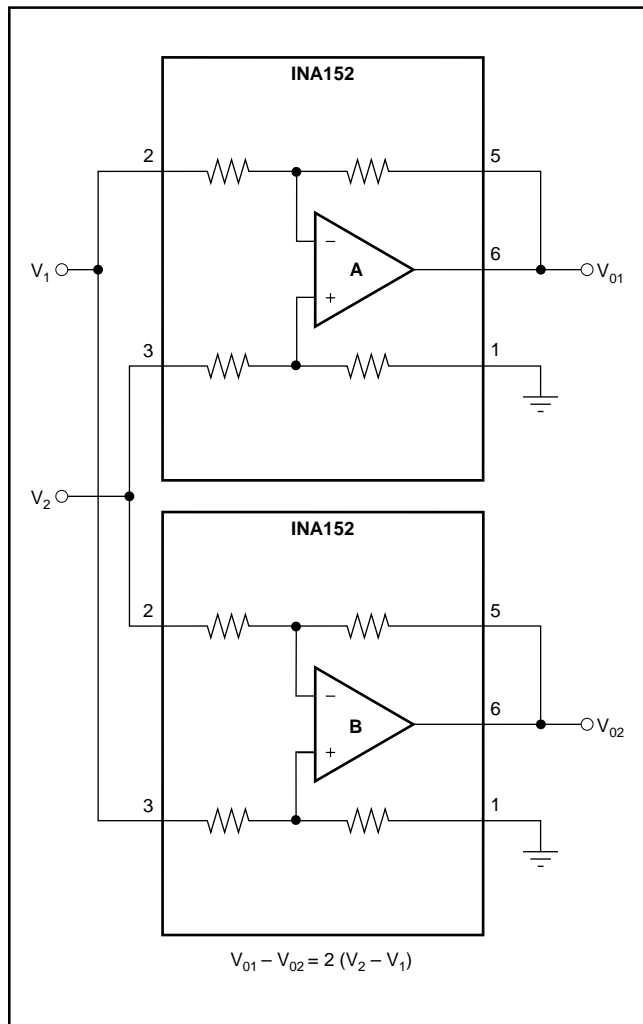 INA152
2
5
V₁
−
A
+
6
V₀₁
3
1
V₂
INA152
2
5
−
B
+
6
V₀₂
3
1
V₀₁ – V₀₂ = 2 (V₂ – V₁)